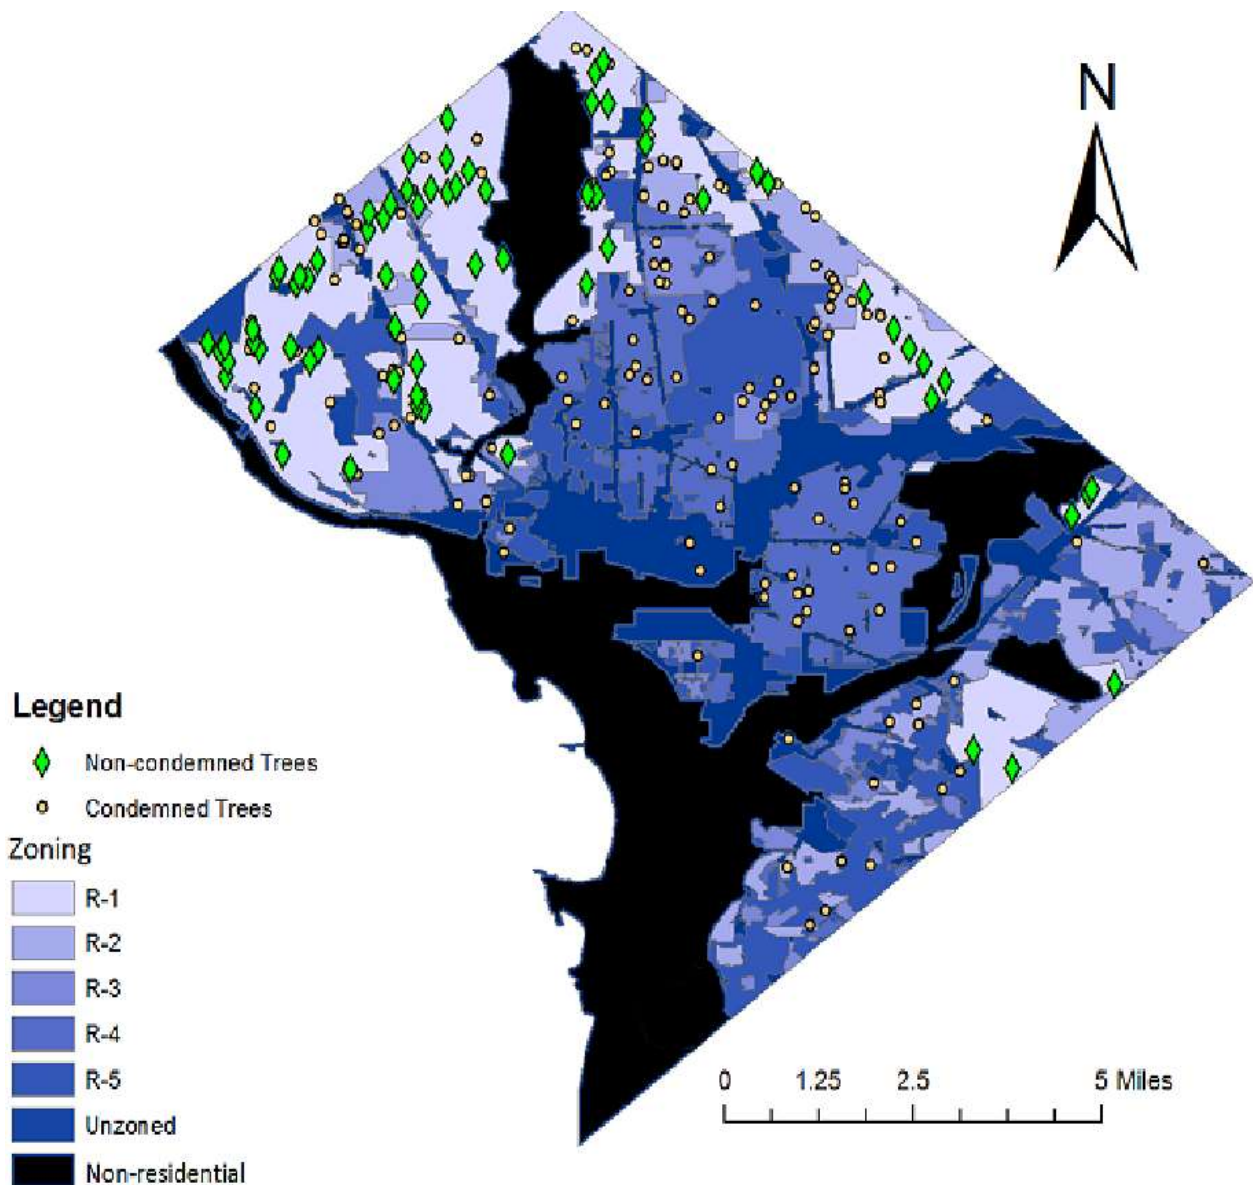 N
Legend
Non-condemned Trees
Condemned Trees
Zoning
R-1
R-2
R-3
R-4
R-5
Unzoned
Non-residential
0 1.25 2.5 5 Miles